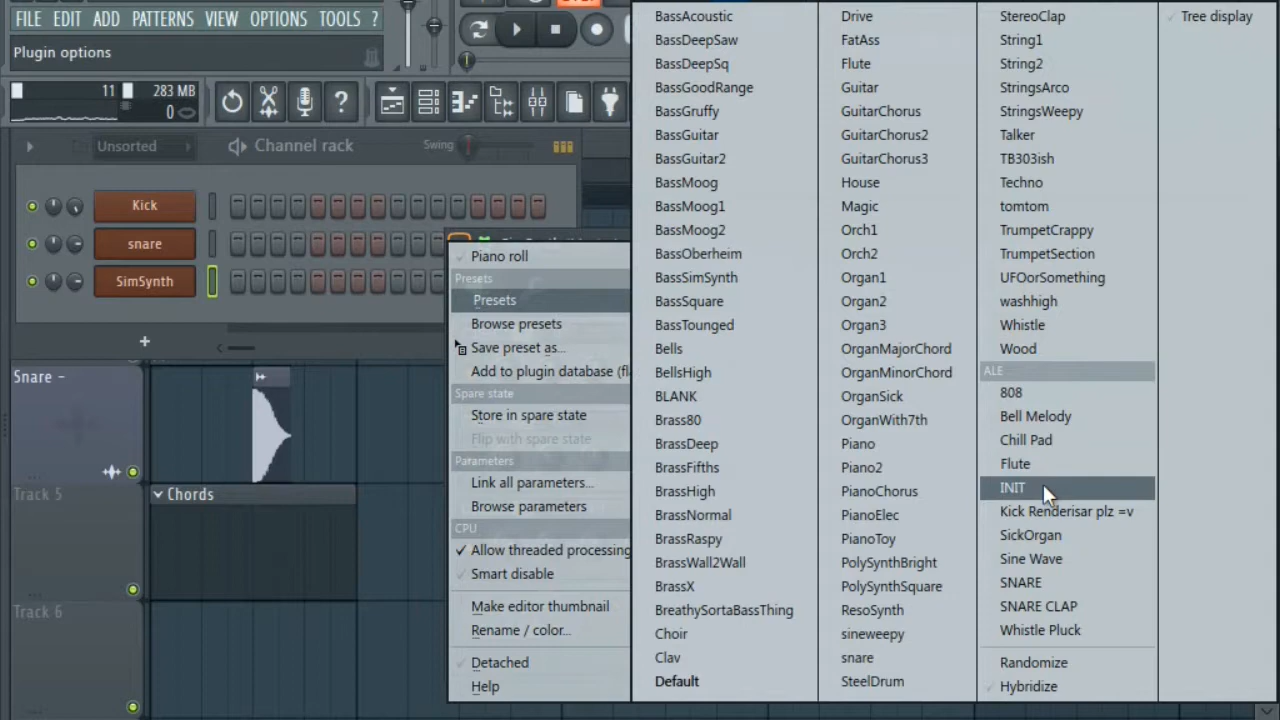 FILE EDIT ADD PATTERNS VIEW OPTIONS TOOLS ?
Plugin options
11 283 MB
0
?
Unsorted
Channel rack
Swing
Kick
snare
SimSynth
+
Snare -
Track 5
Chords
Track 6
Piano roll
Presets
Presets
Browse presets
Save preset as...
Add to plugin database (fl
Spare state
Store in spare state
Flip with spare state
Parameters
Link all parameters...
Browse parameters
CPU
Allow threaded processing
Smart disable
Make editor thumbnail
Rename / color...
Detached
Help
BassAcoustic
BassDeepSaw
BassDeepSq
BassGoodRange
BassGruffy
BassGuitar
BassGuitar2
BassMoog
BassMoog1
BassMoog2
BassOberheim
BassSimSynth
BassSquare
BassTounged
Bells
BellsHigh
BLANK
Brass80
BrassDeep
BrassFifths
BrassHigh
BrassNormal
BrassRaspy
BrassWall2Wall
BrassX
BreathySortaBassThing
Choir
Clav
Default
Drive
FatAss
Flute
Guitar
GuitarChorus
GuitarChorus2
GuitarChorus3
House
Magic
Orch1
Orch2
Organ1
Organ2
Organ3
OrganMajorChord
OrganMinorChord
OrganSick
OrganWith7th
Piano
Piano2
PianoChorus
PianoElec
PianoToy
PolySynthBright
PolySynthSquare
ResoSynth
sineweepy
snare
SteelDrum
StereoClap
String1
String2
StringsArco
StringsWeepy
Talker
TB303ish
Techno
tomtom
TrumpetCrappy
TrumpetSection
UFOorSomething
washhigh
Whistle
Wood
ALE
808
Bell Melody
Chill Pad
Flute
INIT
Kick Renderisar plz =v
SickOrgan
Sine Wave
SNARE
SNARE CLAP
Whistle Pluck
Randomize
Hybridize
Tree display